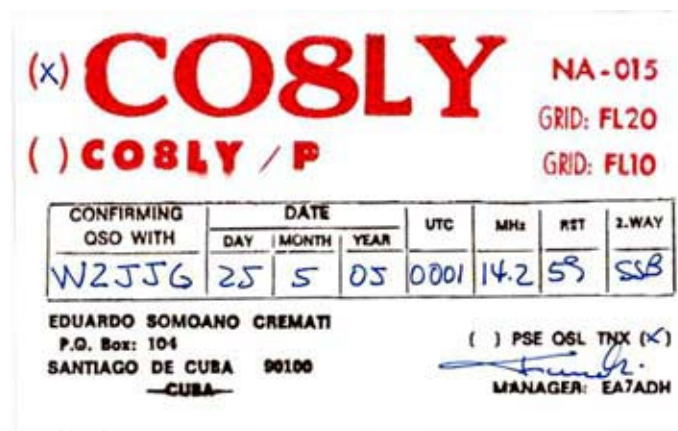 (x) CO8LY NA-015
GRID: FL20
( ) CO8LY / P GRID: FL10
CONFIRMING QSO WITH DATE UTC MHz RST 2.WAY
DAY MONTH YEAR
W2JJG 25 5 05 0001 14.2 59 SSB
EDUARDO SOMOANO CREMATI
P.O. Box: 104 ( ) PSE QSL TNX (x)
SANTIAGO DE CUBA 90100
CUBA MANAGER: EA7ADH